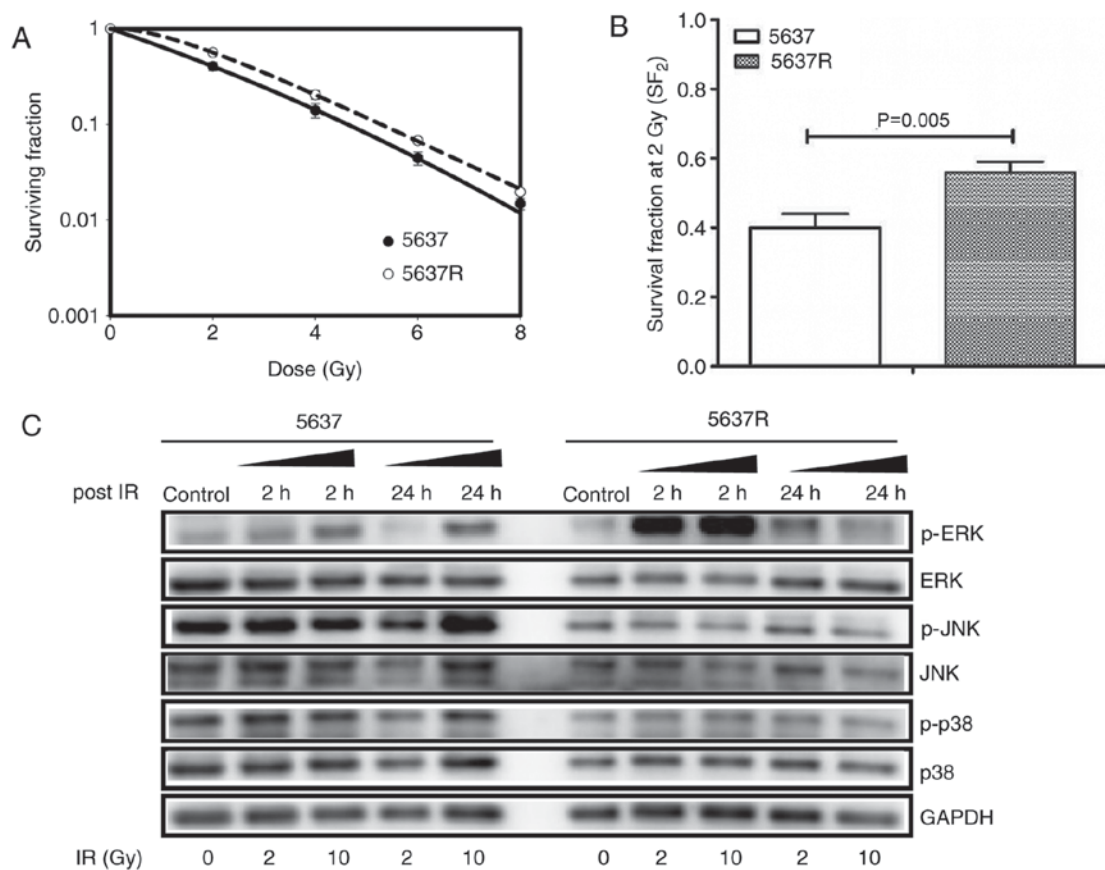 A
1
0.1
0.01
0.001
Surviving fraction
5637
5637R
0 2 4 6 8
Dose (Gy)
B
5637
5637R
1.0
0.8
0.6
0.4
0.2
0.0
Survival fraction at 2 Gy (SF2)
P=0.005
C
5637 5637R
post IR Control 2 h 2 h 24 h 24 h Control 2 h 2 h 24 h 24 h
p-ERK
ERK
p-JNK
JNK
p-p38
p38
GAPDH
IR (Gy) 0 2 10 2 10 0 2 10 2 10